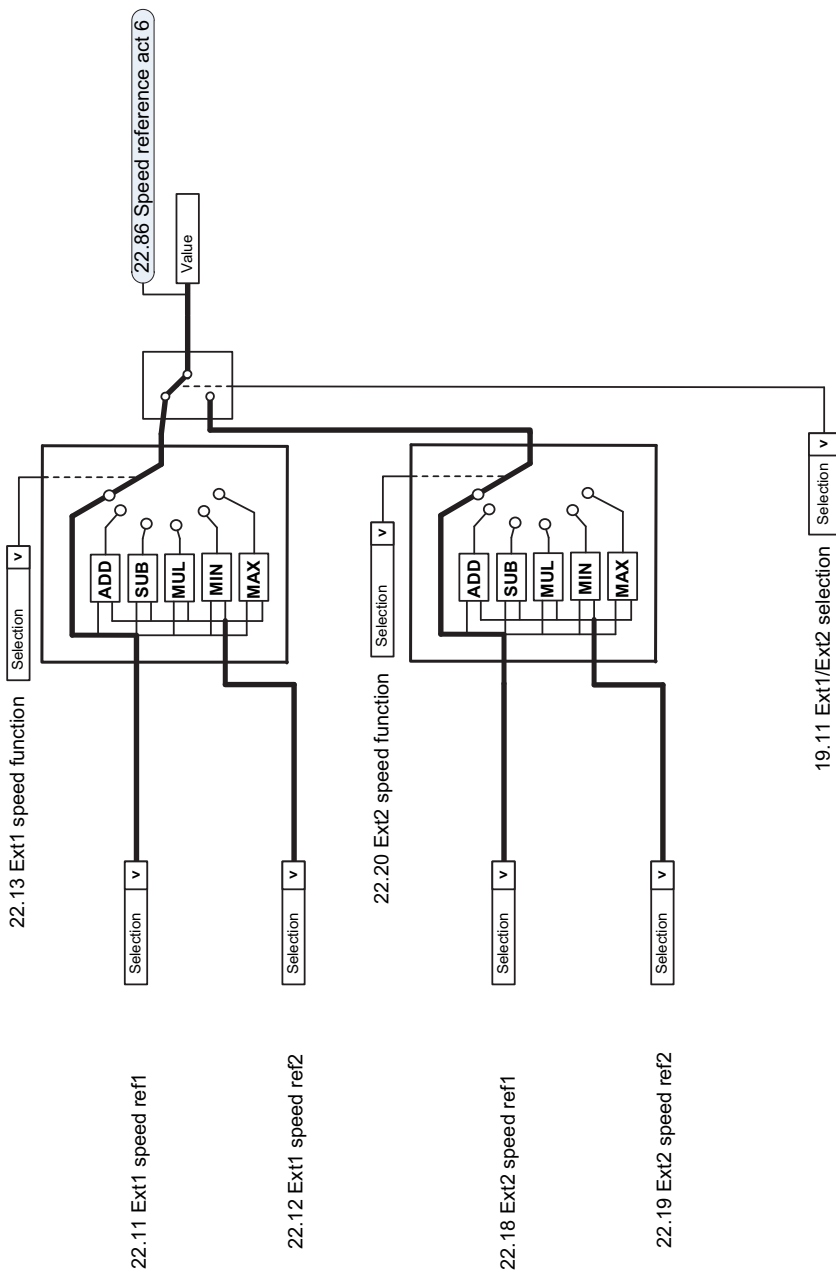 22.86 Speed reference act 6
Value
22.13 Ext1 speed function
Selection v
ADD
SUB
MUL
MIN
MAX
22.11 Ext1 speed ref1
Selection v
22.12 Ext1 speed ref2
Selection v
22.20 Ext2 speed function
Selection v
ADD
SUB
MUL
MIN
MAX
22.18 Ext2 speed ref1
Selection v
22.19 Ext2 speed ref2
Selection v
19.11 Ext1/Ext2 selection
Selection v